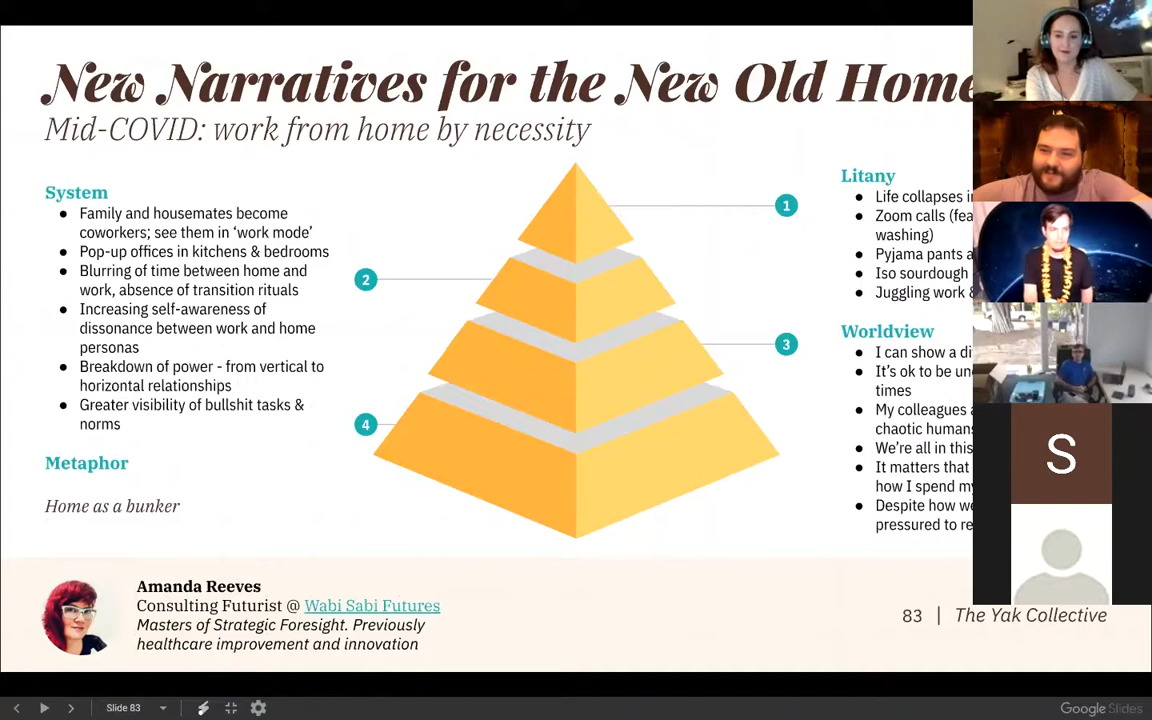 New Narratives for the New Old Home
Mid-COVID: work from home by necessity
System
● Family and housemates become
coworkers; see them in ‘work mode’
● Pop-up offices in kitchens & bedrooms
● Blurring of time between home and
work, absence of transition rituals
● Increasing self-awareness of
dissonance between work and home
personas
● Breakdown of power - from vertical to
horizontal relationships
● Greater visibility of bullshit tasks &
norms
Metaphor
Home as a bunker
1
2
3
4
Litany
● Life collapses
● Zoom calls
washing)
● Pyjama pants
● Iso sourdough
● Juggling work
Worldview
● I can show a
● It’s ok to be
times
● My colleagues
chaotic humans
● We’re all in this
● It matters that
how I spend
● Despite how
pressured to
Amanda Reeves
Consulting Futurist @ Wabi Sabi Futures
Masters of Strategic Foresight. Previously
healthcare improvement and innovation
83 | The Yak Collective
S
Slide 83
Google Slides